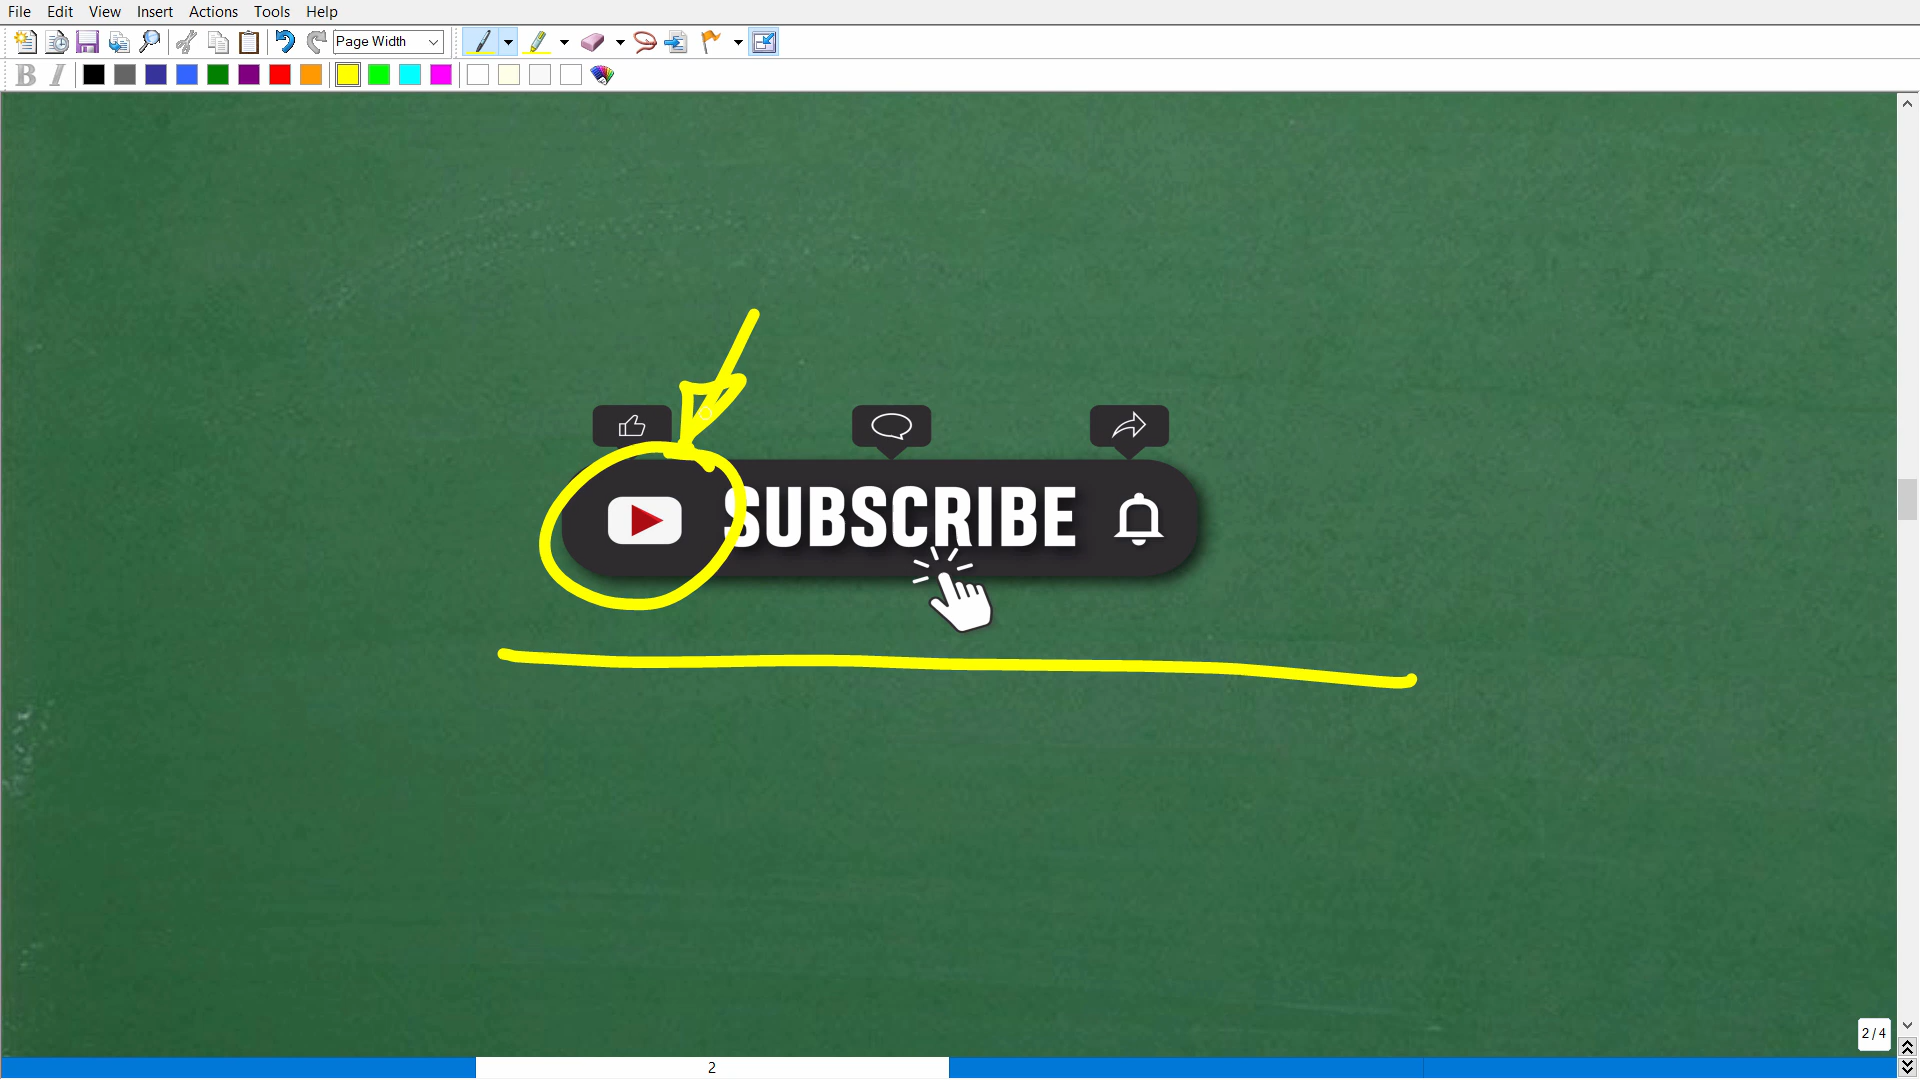 File Edit View Insert Actions Tools Help
Page Width
B I
SUBSCRIBE
2 / 4
2